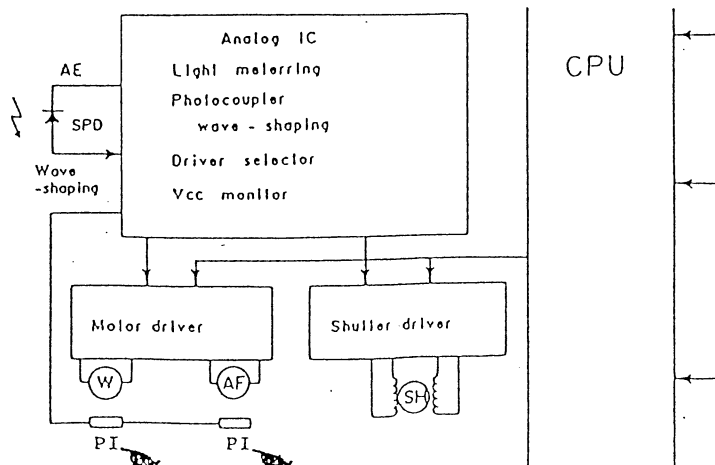 Analog IC
Light meterring
Photocoupler
wave - shaping
Driver selector
Vcc monitor
AE
SPD
Wave
-shaping
CPU
Motor driver
Shutter driver
W
AF
SH
PI
PI